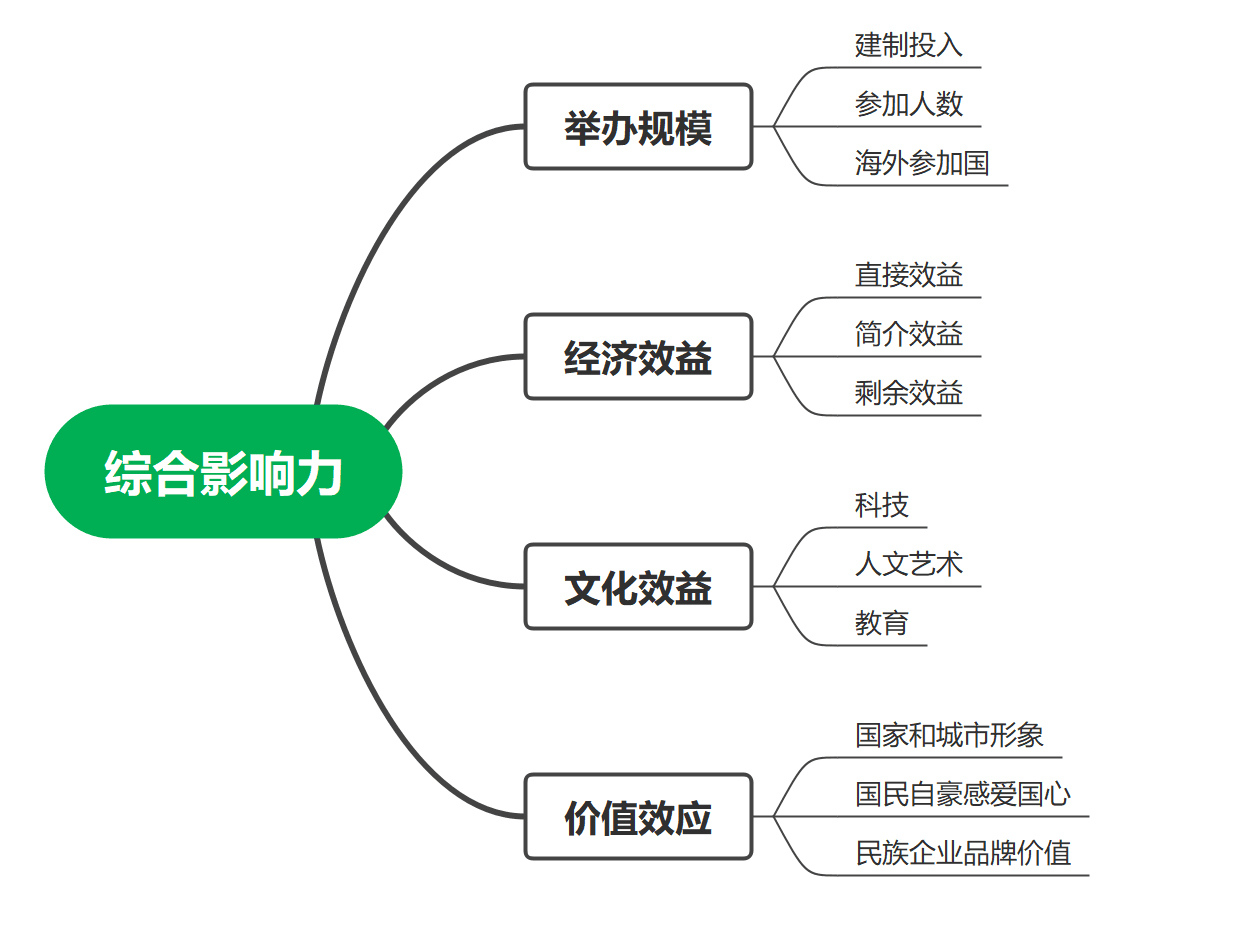 综合影响力
举办规模
建制投入
参加人数
海外参加国
经济效益
直接效益
简介效益
剩余效益
文化效益
科技
人文艺术
教育
价值效应
国家和城市形象
国民自豪感爱国心
民族企业品牌价值